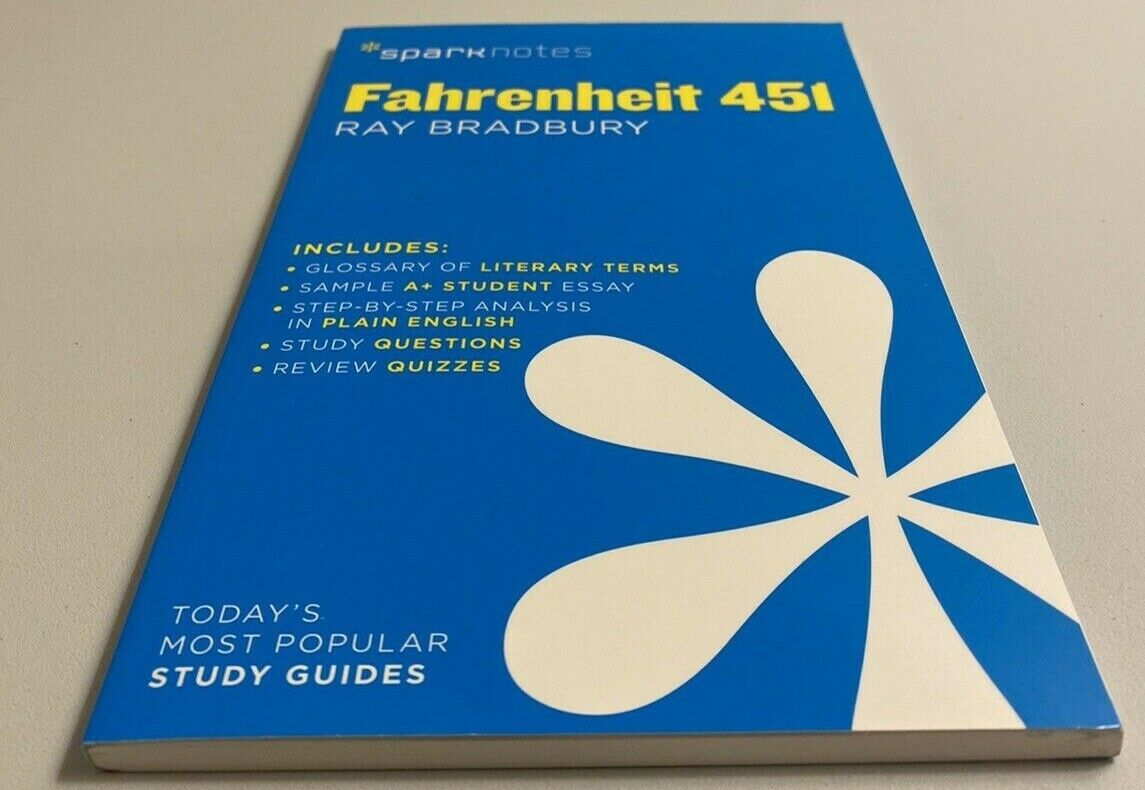 *sparknotes
Fahrenheit 451
RAY BRADBURY
INCLUDES:
• GLOSSARY OF LITERARY TERMS
• SAMPLE A+ STUDENT ESSAY
• STEP-BY-STEP ANALYSIS
IN PLAIN ENGLISH
• STUDY QUESTIONS
• REVIEW QUIZZES
TODAY'S
MOST POPULAR
STUDY GUIDES